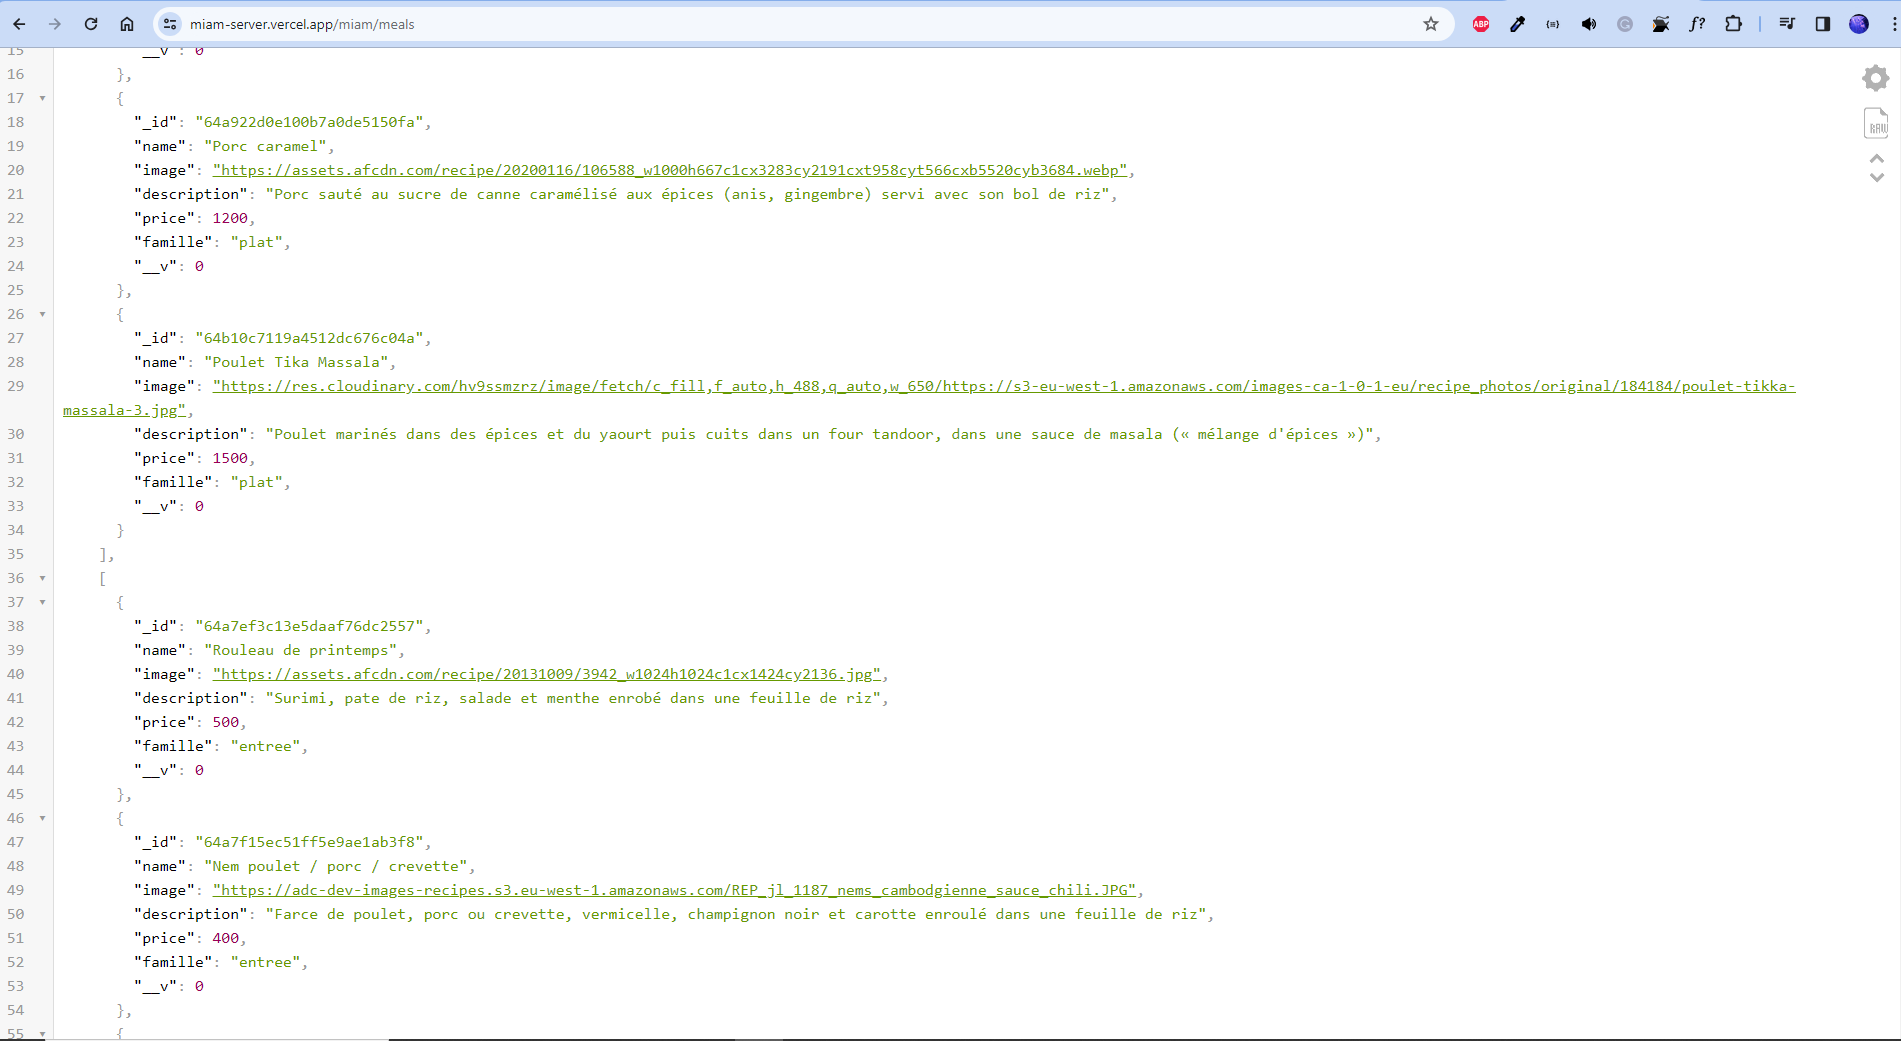 miam-server.vercel.app/miam/meals
ABP
f?
15 "__v": 0
16 },
17 {
18 "_id": "64a922d0e100b7a0de5150fa",
19 "name": "Porc caramel",
20 "image": "https://assets.afcdn.com/recipe/20200116/106588_w1000h667c1cx3283cy2191cxt958cyt566cxb5520cyb3684.webp",
21 "description": "Porc sauté au sucre de canne caramélisé aux épices (anis, gingembre) servi avec son bol de riz",
22 "price": 1200,
23 "famille": "plat",
24 "__v": 0
25 },
26 {
27 "_id": "64b10c7119a4512dc676c04a",
28 "name": "Poulet Tika Massala",
29 "image": "https://res.cloudinary.com/hv9ssmzrz/image/fetch/c_fill,f_auto,h_488,q_auto,w_650/https://s3-eu-west-1.amazonaws.com/images-ca-1-0-1-eu/recipe_photos/original/184184/poulet-tikka-
massala-3.jpg",
30 "description": "Poulet marinés dans des épices et du yaourt puis cuits dans un four tandoor, dans une sauce de masala (« mélange d'épices »)",
31 "price": 1500,
32 "famille": "plat",
33 "__v": 0
34 }
35 ],
36 [
37 {
38 "_id": "64a7ef3c13e5daaf76dc2557",
39 "name": "Rouleau de printemps",
40 "image": "https://assets.afcdn.com/recipe/20131009/3942_w1024h1024c1cx1424cy2136.jpg",
41 "description": "Surimi, pate de riz, salade et menthe enrobé dans une feuille de riz",
42 "price": 500,
43 "famille": "entree",
44 "__v": 0
45 },
46 {
47 "_id": "64a7f15ec51ff5e9ae1ab3f8",
48 "name": "Nem poulet / porc / crevette",
49 "image": "https://adc-dev-images-recipes.s3.eu-west-1.amazonaws.com/REP_jl_1187_nems_cambodgienne_sauce_chili.JPG",
50 "description": "Farce de poulet, porc ou crevette, vermicelle, champignon noir et carotte enroulé dans une feuille de riz",
51 "price": 400,
52 "famille": "entree",
53 "__v": 0
54 },
55 {
RAW